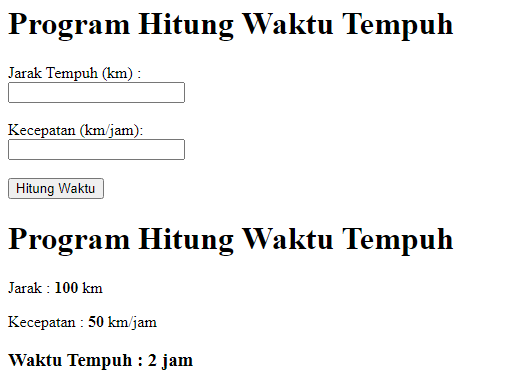 Program Hitung Waktu Tempuh
Jarak Tempuh (km) :
Kecepatan (km/jam):
Hitung Waktu
Program Hitung Waktu Tempuh
Jarak : 100 km
Kecepatan : 50 km/jam
Waktu Tempuh : 2 jam